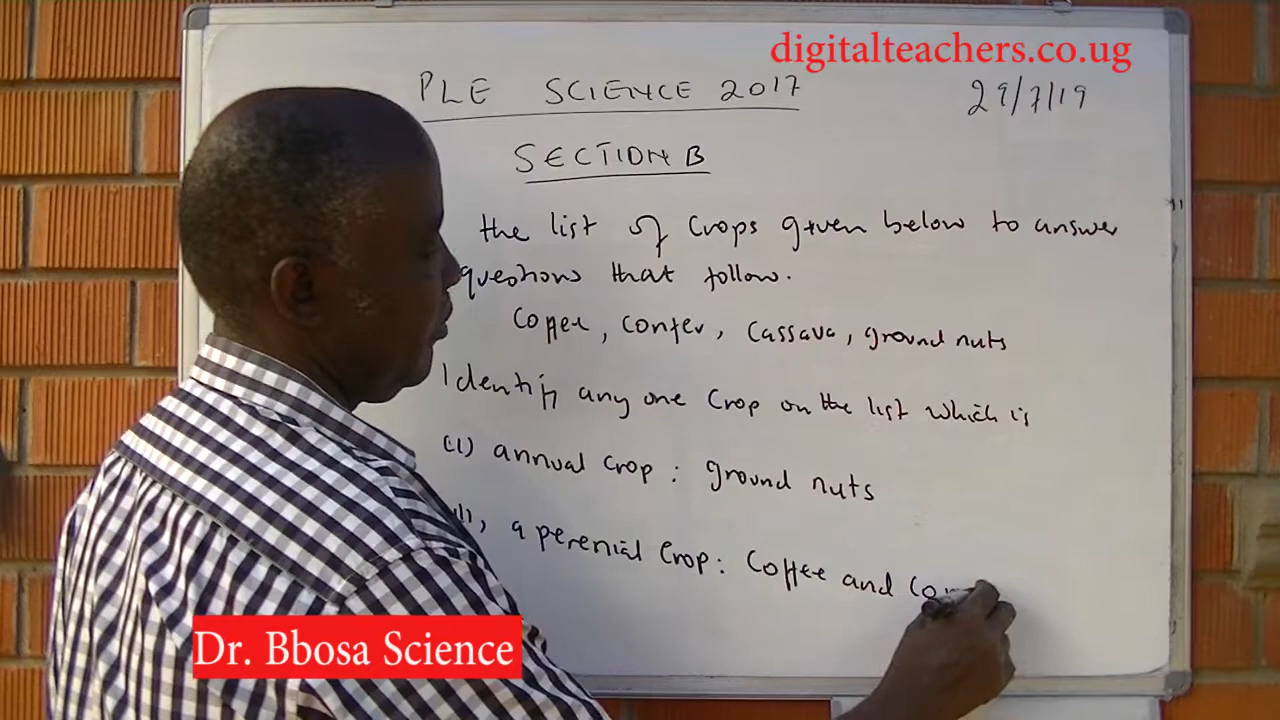 digitalteachers.co.ug
PLE SCIENCE 2017
29/7/19
SECTION B
the list of crops given below to answer
questions that follow.
Coffee, Confer, Cassava, ground nuts
Identify any one crop on the list which is
(i) annual crop: ground nuts
a perenial crop: Coffee and Con
Dr. Bbosa Science